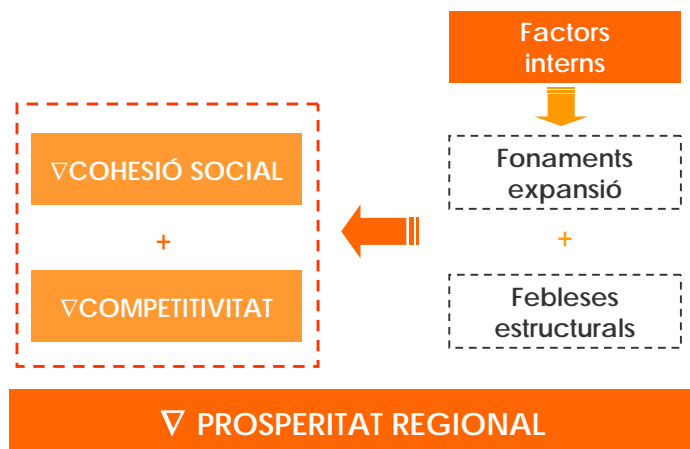 Factors
interns
Fonaments
expansió
+
Febleses
estructurals
∇COHESIÓ SOCIAL
+
∇COMPETITIVITAT
∇ PROSPERITAT REGIONAL